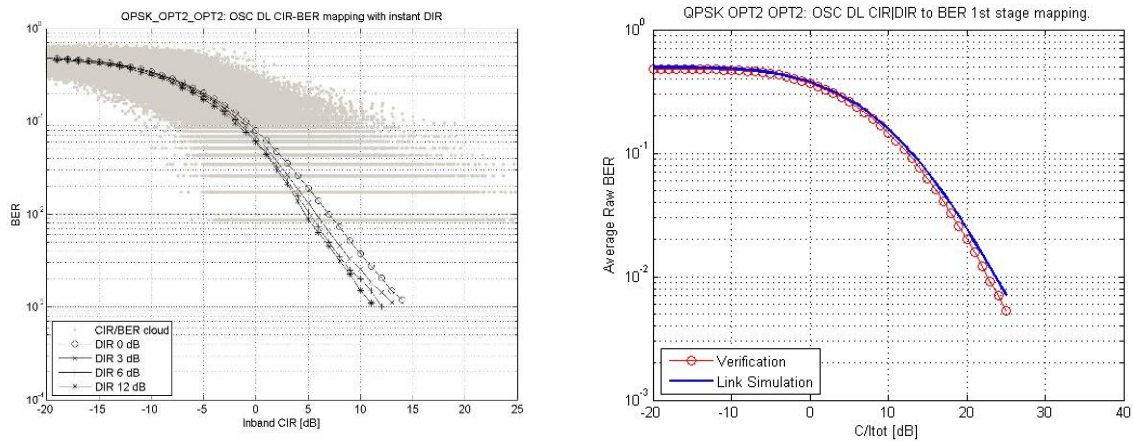 QPSK_OPT2_OPT2: OSC DL CIR-BER mapping with instant DIR
10^0
10^-1
10^-2
10^-3
10^-4
BER
CIR/BER cloud
DIR 0 dB
DIR 3 dB
DIR 6 dB
DIR 12 dB
-20 -15 -10 -5 0 5 10 15 20 25
Inband CIR [dB]
QPSK OPT2 OPT2: OSC DL CIR|DIR to BER 1st stage mapping.
10^0
10^-1
10^-2
10^-3
Average Raw BER
Verification
Link Simulation
-20 -10 0 10 20 30 40
C/Itot [dB]